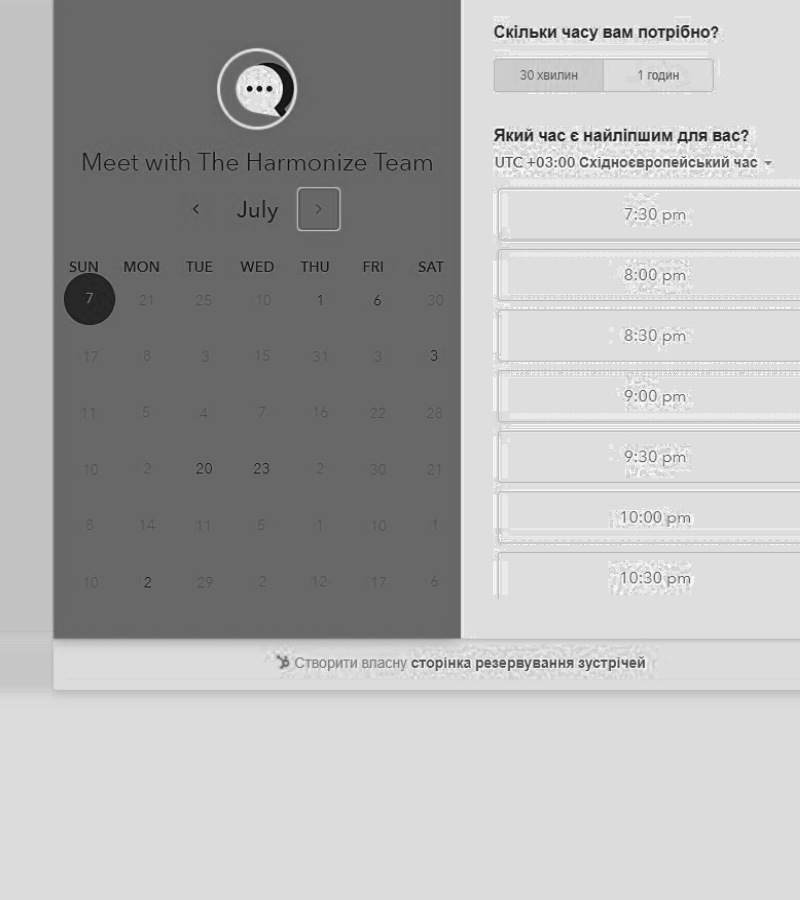 Meet with The Harmonize Team
July
SUN MON TUE WED THU FRI SAT
7 21 25 10 1 6 30
17 8 3 15 31 3 3
11 5 4 7 16 22 28
10 2 20 23 2 30 21
8 14 11 5 1 10 1
10 2 29 2 12 17 6
Скільки часу вам потрібно?
30 хвилин 1 годин
Який час є найліпшим для вас?
UTC +03:00 Східноєвропейський час
7:30 pm
8:00 pm
8:30 pm
9:00 pm
9:30 pm
10:00 pm
10:30 pm
Створити власну сторінка резервування зустрічей